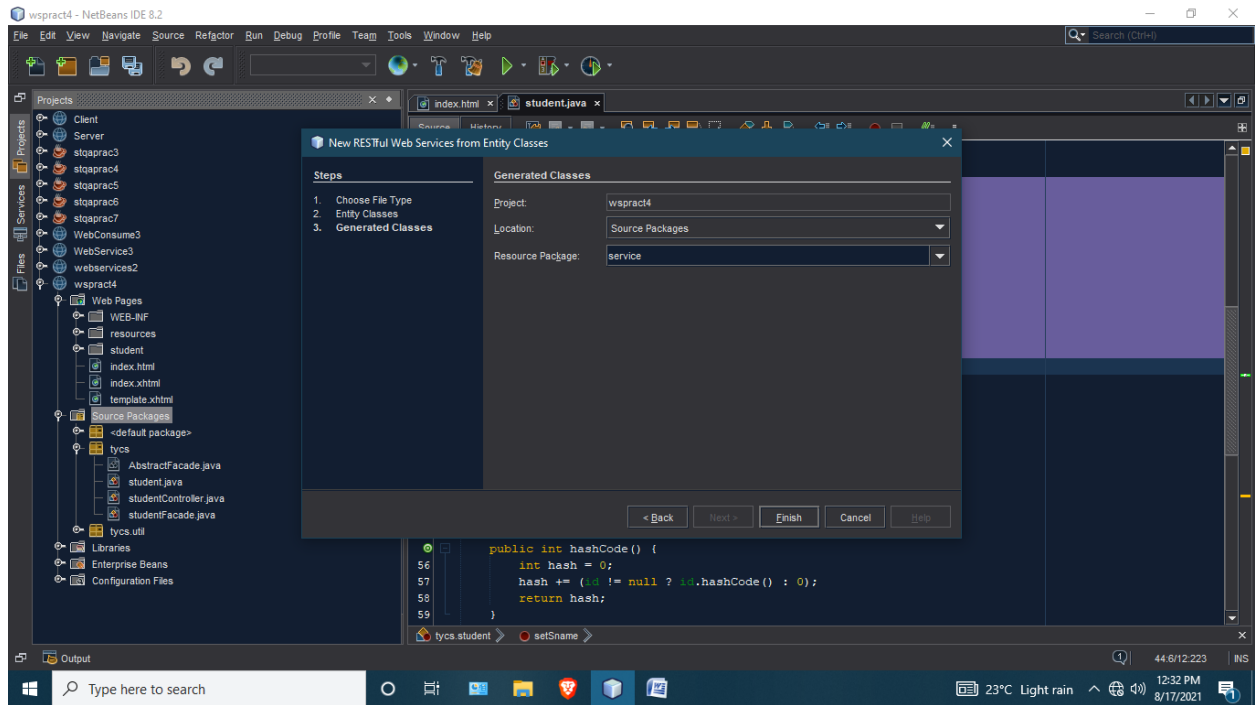 wspract4 - NetBeans IDE 8.2
File Edit View Navigate Source Refactor Run Debug Profile Team Tools Window Help
Search (Ctrl+I)
Projects
index.html
student.java
Source History
Projects
Services
Files
Client
Server
stqaprac3
stqaprac4
stqaprac5
stqaprac6
stqaprac7
WebConsume3
WebService3
webservices2
wspract4
Web Pages
WEB-INF
resources
student
index.html
index.xhtml
template.xhtml
Source Packages
<default package>
tycs
AbstractFacade.java
student.java
studentController.java
studentFacade.java
tycs.util
Libraries
Enterprise Beans
Configuration Files
New RESTful Web Services from Entity Classes
Steps
1. Choose File Type
2. Entity Classes
3. Generated Classes
Generated Classes
Project: wspract4
Location: Source Packages
Resource Package: service
< Back Next > Finish Cancel Help
public int hashCode() {
56 int hash = 0;
57 hash += (id != null ? id.hashCode() : 0);
58 return hash;
59 }
tycs.student setSname
Output
1 44:6/12:223 INS
Type here to search
23°C Light rain
12:32 PM
8/17/2021
1